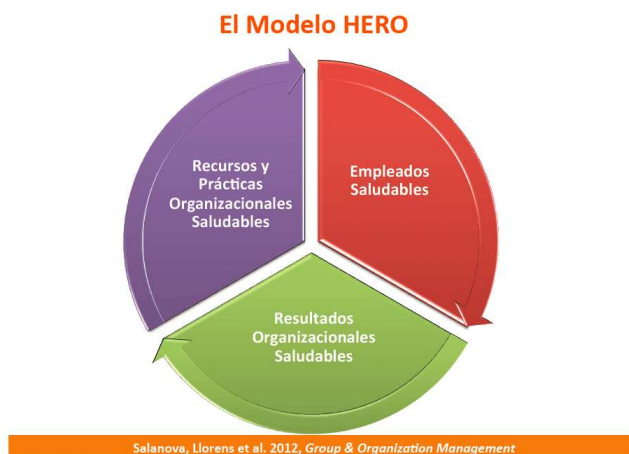 El Modelo HERO
Recursos y
Prácticas
Organizacionales
Saludables
Empleados
Saludables
Resultados
Organizacionales
Saludables
Salanova, Llorens et al. 2012, Group & Organization Management